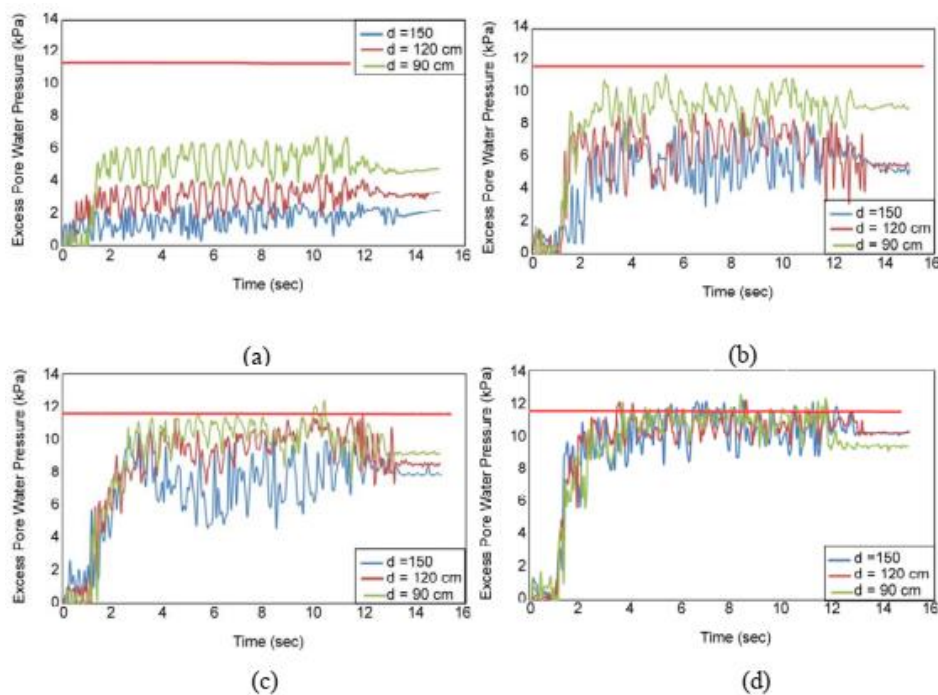 Excess Pore Water Pressure (kPa)
14
12
10
8
6
4
2
0
d =150
d = 120 cm
d = 90 cm
0 2 4 6 8 10 12 14 16
Time (sec)
(a)
Excess Pore Water Pressure (kPa)
14
12
10
8
6
4
2
0
d =150
d = 120 cm
d = 90 cm
0 2 4 6 8 10 12 14 16
Time (sec)
(b)
Excess Pore Water Pressure (kPa)
14
12
10
8
6
4
2
0
d =150
d = 120 cm
d = 90 cm
0 2 4 6 8 10 12 14 16
Time (sec)
(c)
Excess Pore Water Pressure (kPa)
14
12
10
8
6
4
2
0
d =150
d = 120 cm
d = 90 cm
0 2 4 6 8 10 12 14 16
Time (sec)
(d)